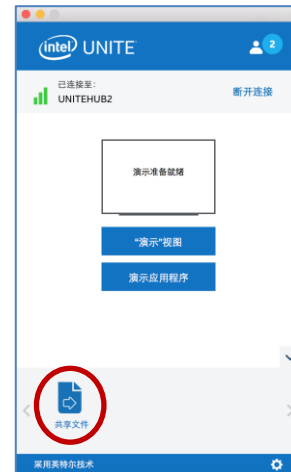 intel UNITE
2
已连接至:
UNITEHUB2
断开连接
演示准备就绪
“演示”视图
演示应用程序
共享文件
采用英特尔技术